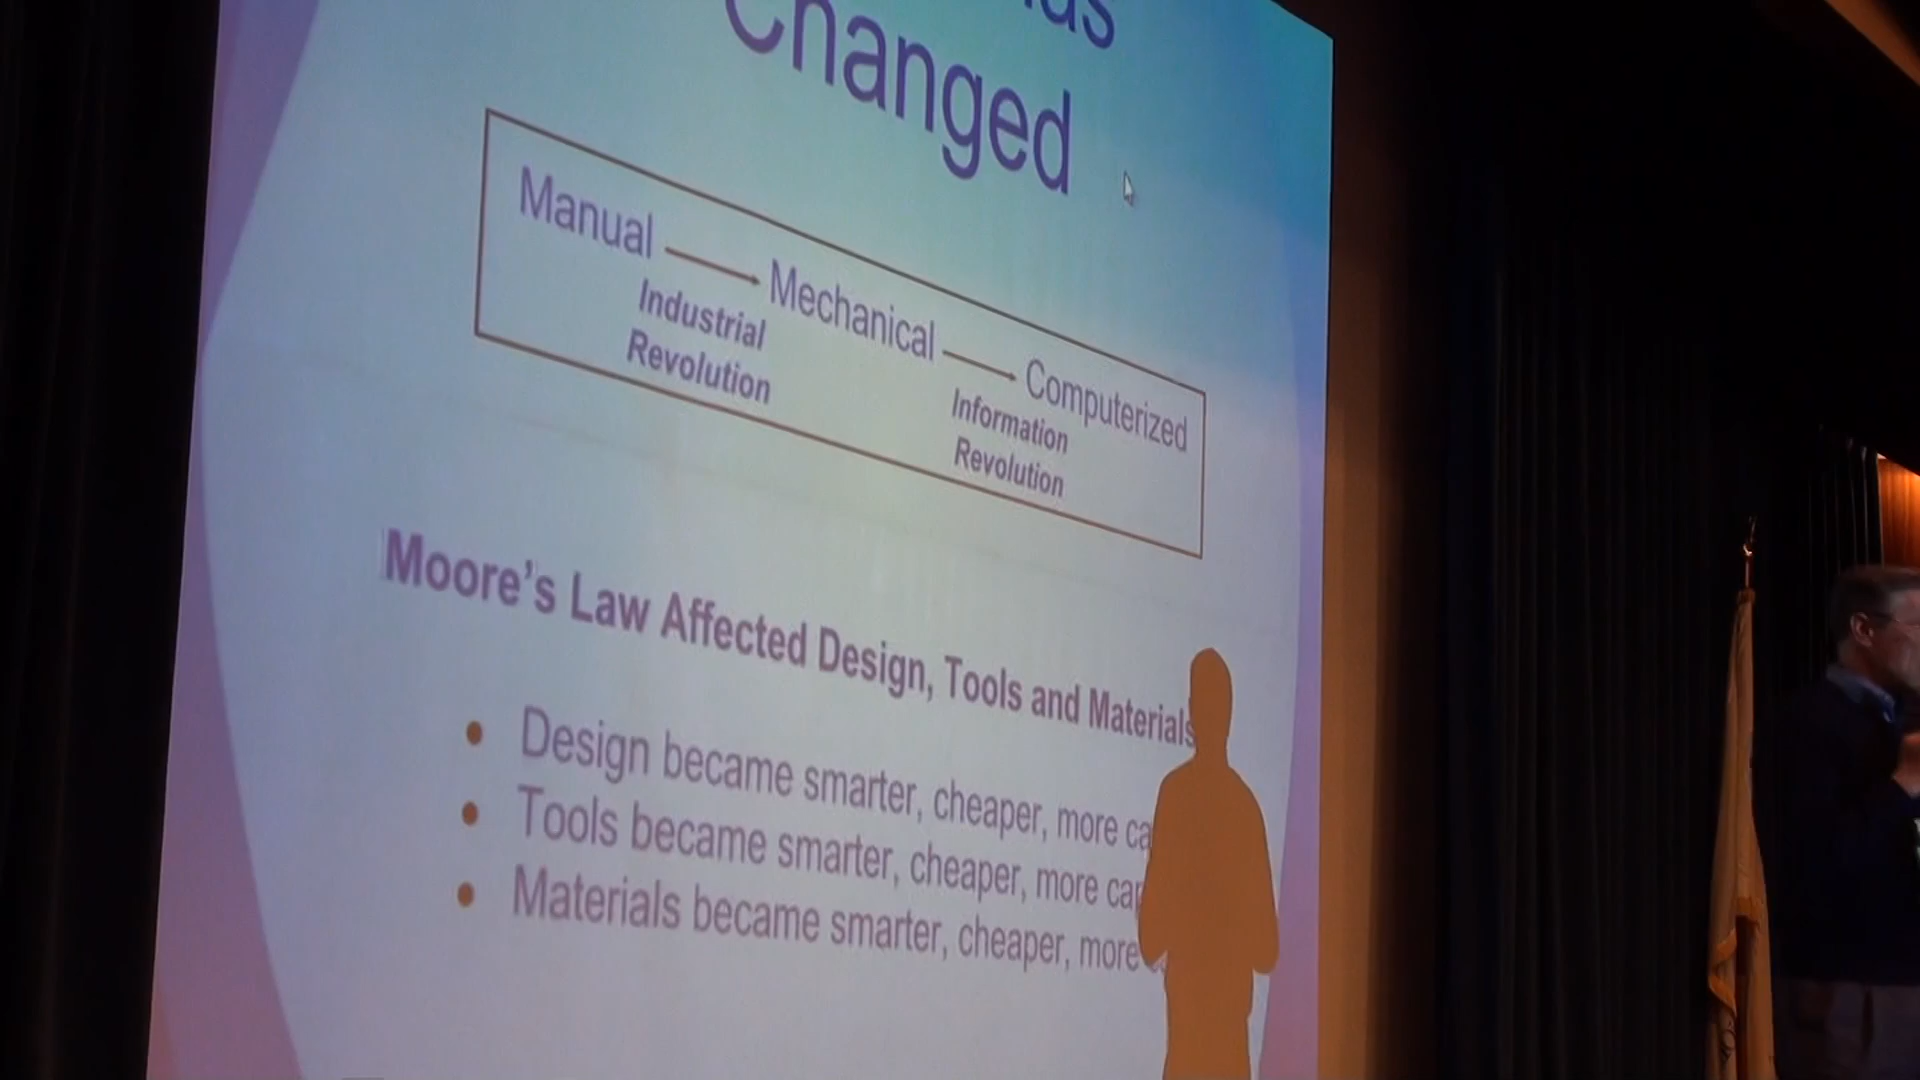 Changed
Manual
Mechanical
Computerized
Industrial
Revolution
Information
Revolution
Moore's Law Affected Design, Tools and Materials
Design became smarter, cheaper, more
Tools became smarter, cheaper, more
Materials became smarter, cheaper, more